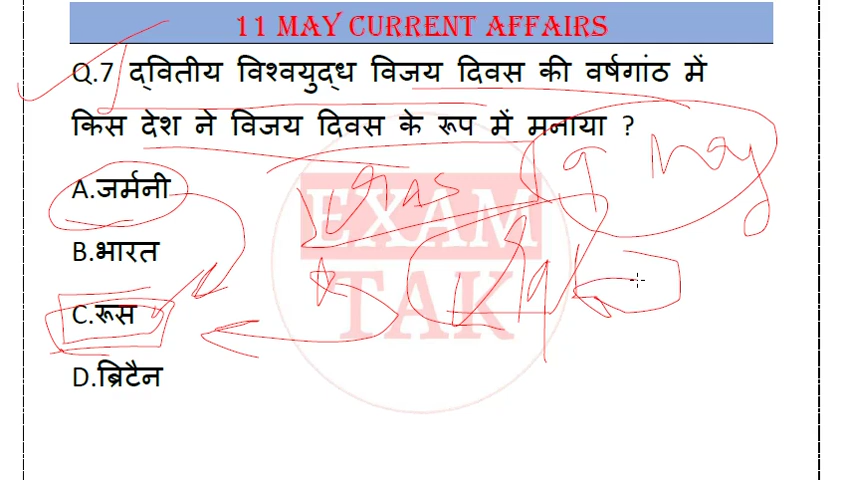 11 MAY CURRENT AFFAIRS
Q.7 द्वितीय विश्वयुद्ध विजय दिवस की वर्षगांठ में
किस देश ने विजय दिवस के रूप में मनाया ?
9 may
A.जर्मनी
B.भारत
C.रूस
D.ब्रिटैन
EXAM
TAK